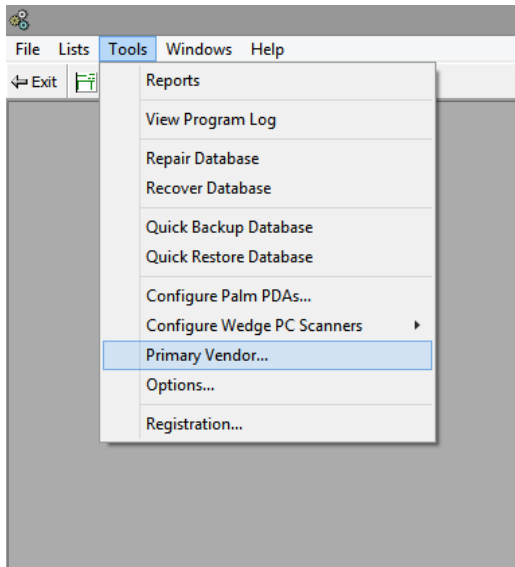 File Lists Tools Windows Help
Exit
Reports
View Program Log
Repair Database
Recover Database
Quick Backup Database
Quick Restore Database
Configure Palm PDAs...
Configure Wedge PC Scanners
Primary Vendor...
Options...
Registration...